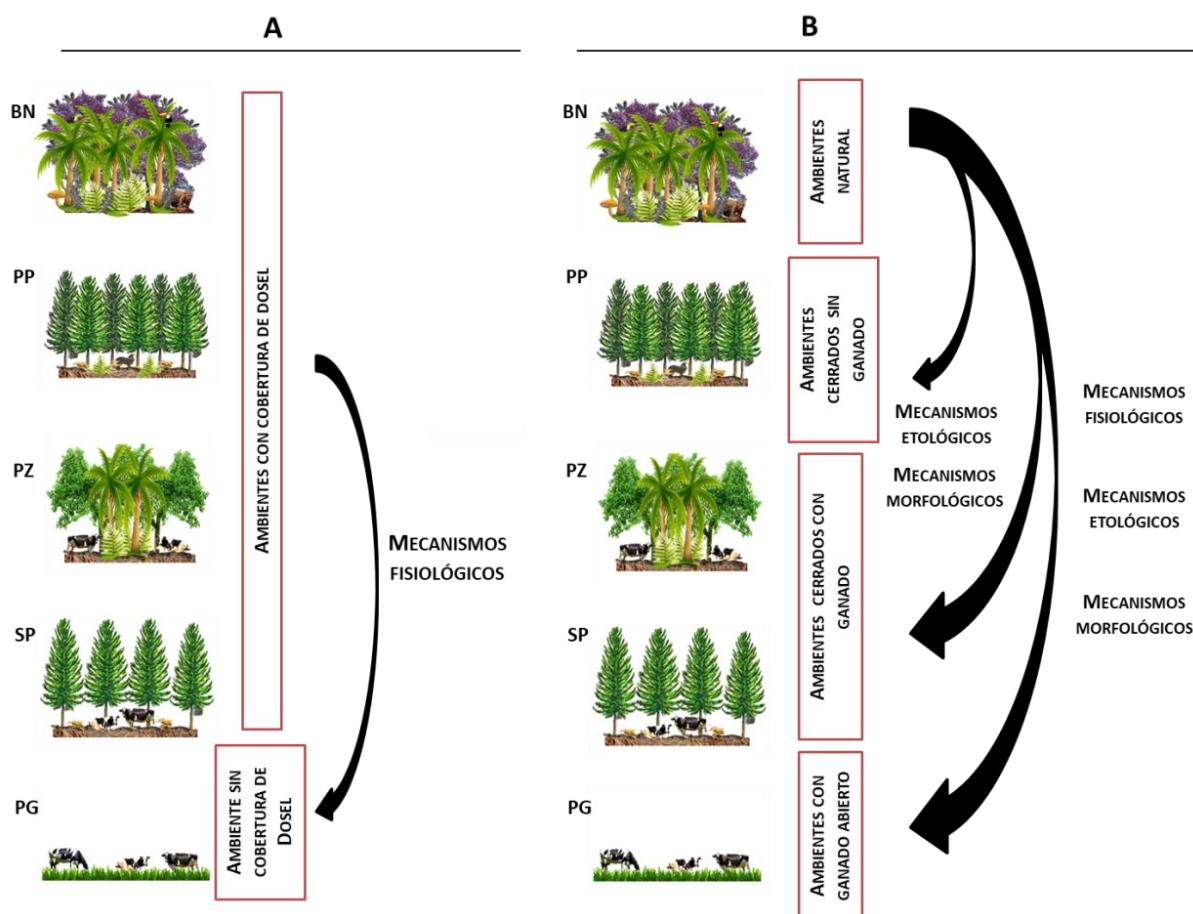 A
BN
PP
PZ
SP
PG
AMBIENTES CON COBERTURA DE DOSEL
AMBIENTE SIN
COBERTURA DE
DOSEL
MECANISMOS
FISIOLÓGICOS
B
BN
PP
PZ
SP
PG
AMBIENTES
NATURAL
AMBIENTES
CERRADOS SIN
GANADO
AMBIENTES CERRADOS CON
GANADO
AMBIENTES CON
GANADO ABIERTO
MECANISMOS
ETOLÓGICOS
MECANISMOS
MORFOLÓGICOS
MECANISMOS
FISIOLÓGICOS
MECANISMOS
ETOLÓGICOS
MECANISMOS
MORFOLÓGICOS